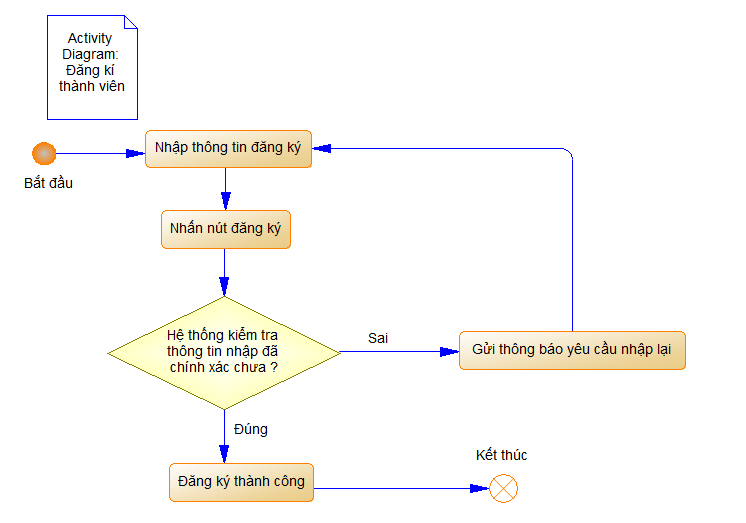 Activity
Diagram:
Đăng kí
thành viên
Bắt đầu
Nhập thông tin đăng ký
Nhấn nút đăng ký
Hệ thống kiểm tra
thông tin nhập đã
chính xác chưa ?
Sai
Gửi thông báo yêu cầu nhập lại
Đúng
Đăng ký thành công
Kết thúc